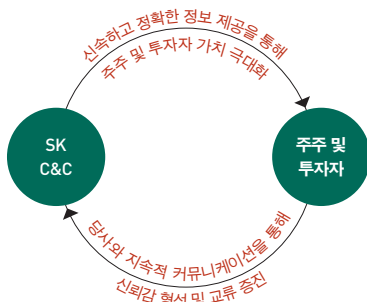 신속하고 정확한 정보 제공을 통해
주주 및 투자자 가치 극대화
SK
C&C
주주 및
투자자
당사와 지속적 커뮤니케이션을 통해
신뢰감 형성 및 교류 증진